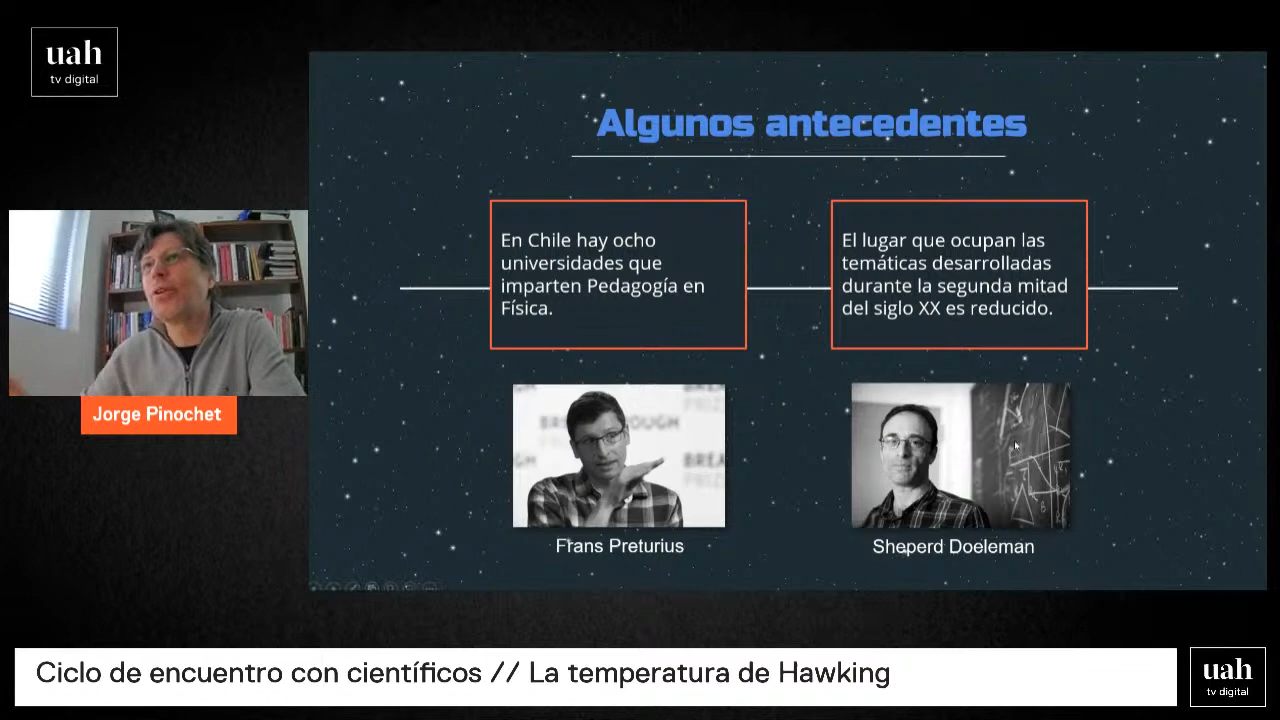 uah
tv digital
Algunos antecedentes
En Chile hay ocho
universidades que
imparten Pedagogía en
Física.
El lugar que ocupan las
temáticas desarrolladas
durante la segunda mitad
del siglo XX es reducido.
Jorge Pinochet
Frans Preturius
Sheperd Doeleman
Ciclo de encuentro con científicos // La temperatura de Hawking
uah
tv digital